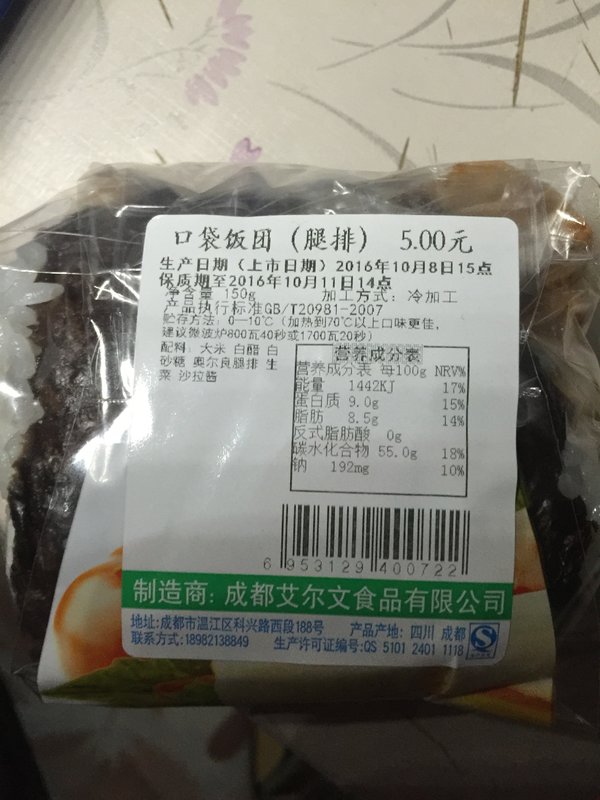 口袋饭团（腿排） 5.00元
生产日期（上市日期）2016年10月8日15点
保质期至2016年10月11日14点
净含量 150g 加工方式：冷加工
产品执行标准GB/T20981-2007
贮存方法：0—10℃（加热到70℃以上口味更佳，
建议微波炉800瓦40秒或1700瓦20秒）
配料：大米 白醋 白
砂糖 奥尔良腿排 生
菜 沙拉酱
营养成分表
营养成分表 每100g NRV%
能量 1442KJ 17%
蛋白质 9.0g 15%
脂肪 8.5g 14%
反式脂肪酸 0g
碳水化合物 55.0g 18%
钠 192mg 10%
6 953129 400722
制造商：成都艾尔文食品有限公司
地址：成都市温江区科兴路西段188号 产品产地：四川 成都
联系方式：18982138849 生产许可证编号：QS 5101 2401 1118